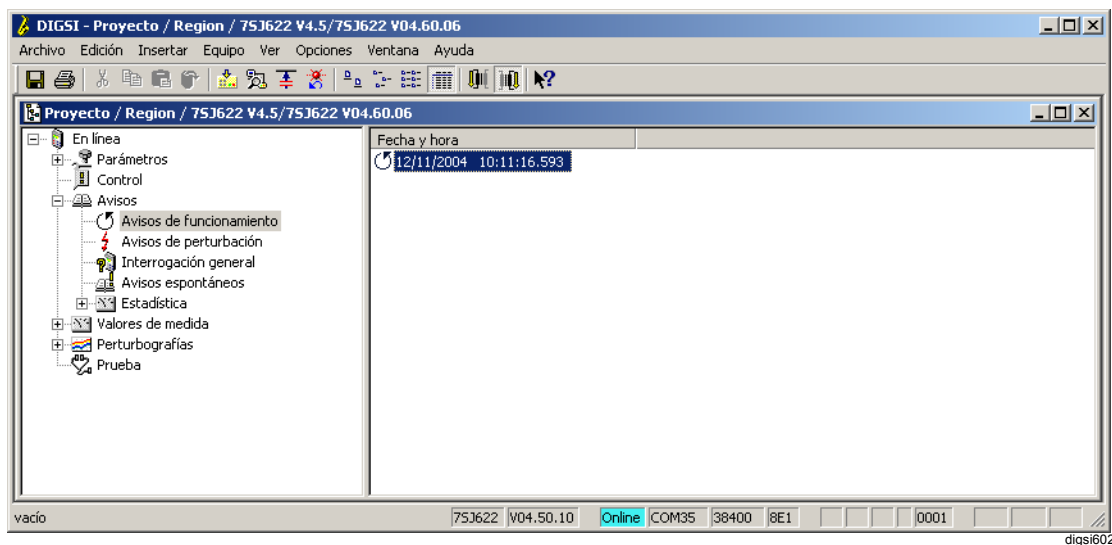 DIGSI - Proyecto / Region / 7SJ622 V4.5/7SJ622 V04.60.06
Archivo Edición Insertar Equipo Ver Opciones Ventana Ayuda
Proyecto / Region / 7SJ622 V4.5/7SJ622 V04.60.06
En línea
Parámetros
Control
Avisos
Avisos de funcionamiento
Avisos de perturbación
Interrogación general
Avisos espontáneos
Estadística
Valores de medida
Perturbografías
Prueba
Fecha y hora
12/11/2004 10:11:16.593
vacío 7SJ622 V04.50.10 Online COM35 38400 8E1 0001
digsi602